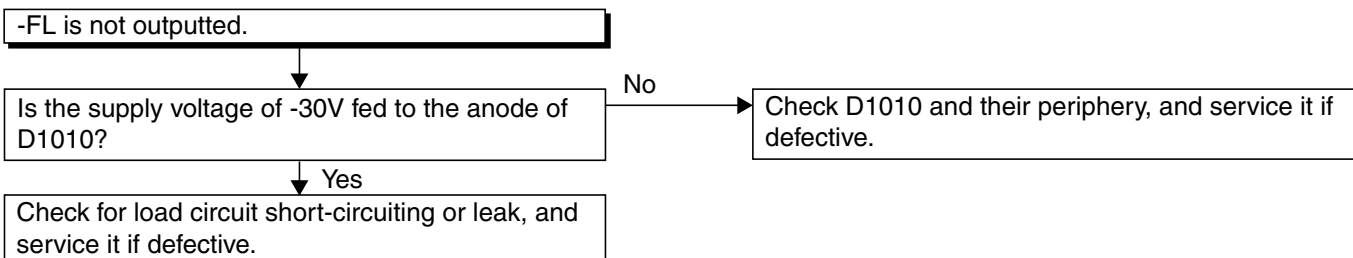 -FL is not outputted.
No
Is the supply voltage of -30V fed to the anode of
D1010?
Check D1010 and their periphery, and service it if
defective.
Yes
Check for load circuit short-circuiting or leak, and
service it if defective.